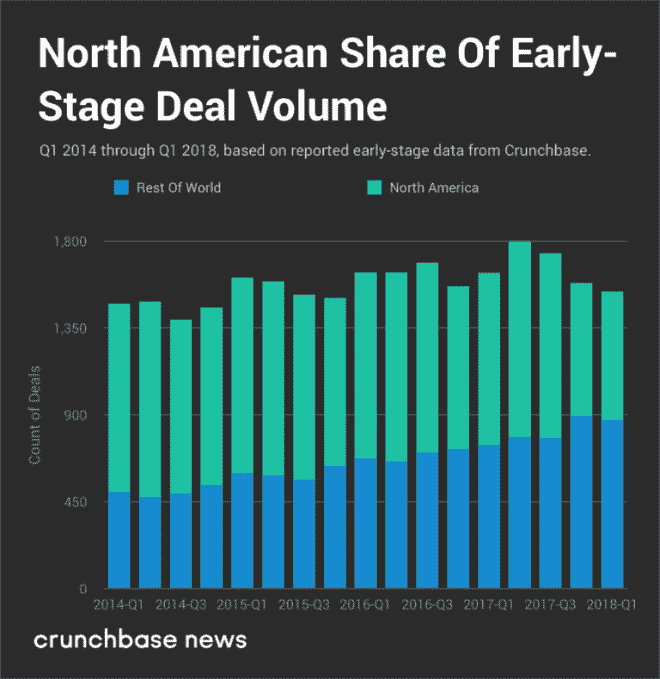 North American Share Of Early-
Stage Deal Volume
Q1 2014 through Q1 2018, based on reported early-stage data from Crunchbase.
Rest Of World
North America
1,800
1,350
900
450
0
Count of Deals
2014-Q1 2014-Q3 2015-Q1 2015-Q3 2016-Q1 2016-Q3 2017-Q1 2017-Q3 2018-Q1
crunchbase news